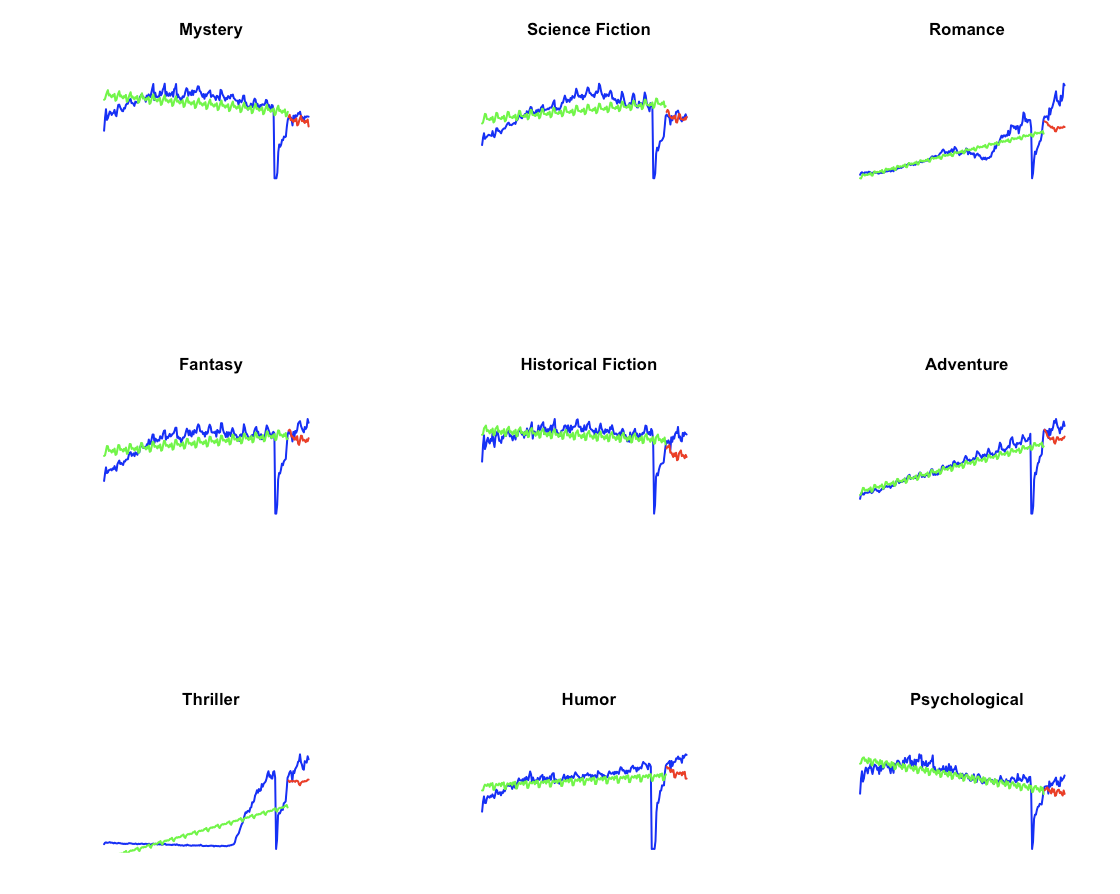 Mystery
Science Fiction
Romance
Fantasy
Historical Fiction
Adventure
Thriller
Humor
Psychological